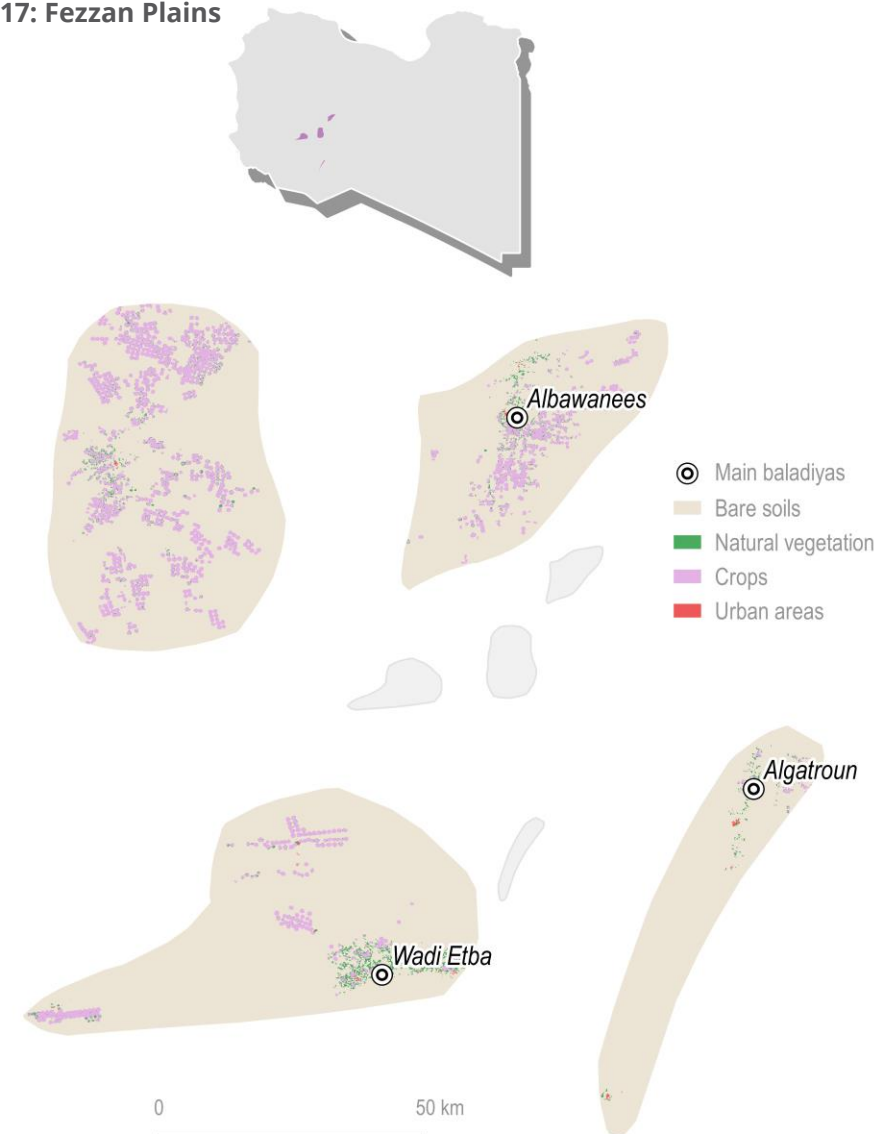 17: Fezzan Plains
Albawanees
Main baladiyas
Bare soils
Natural vegetation
Crops
Urban areas
Algatroun
Wadi Etba
0 50 km